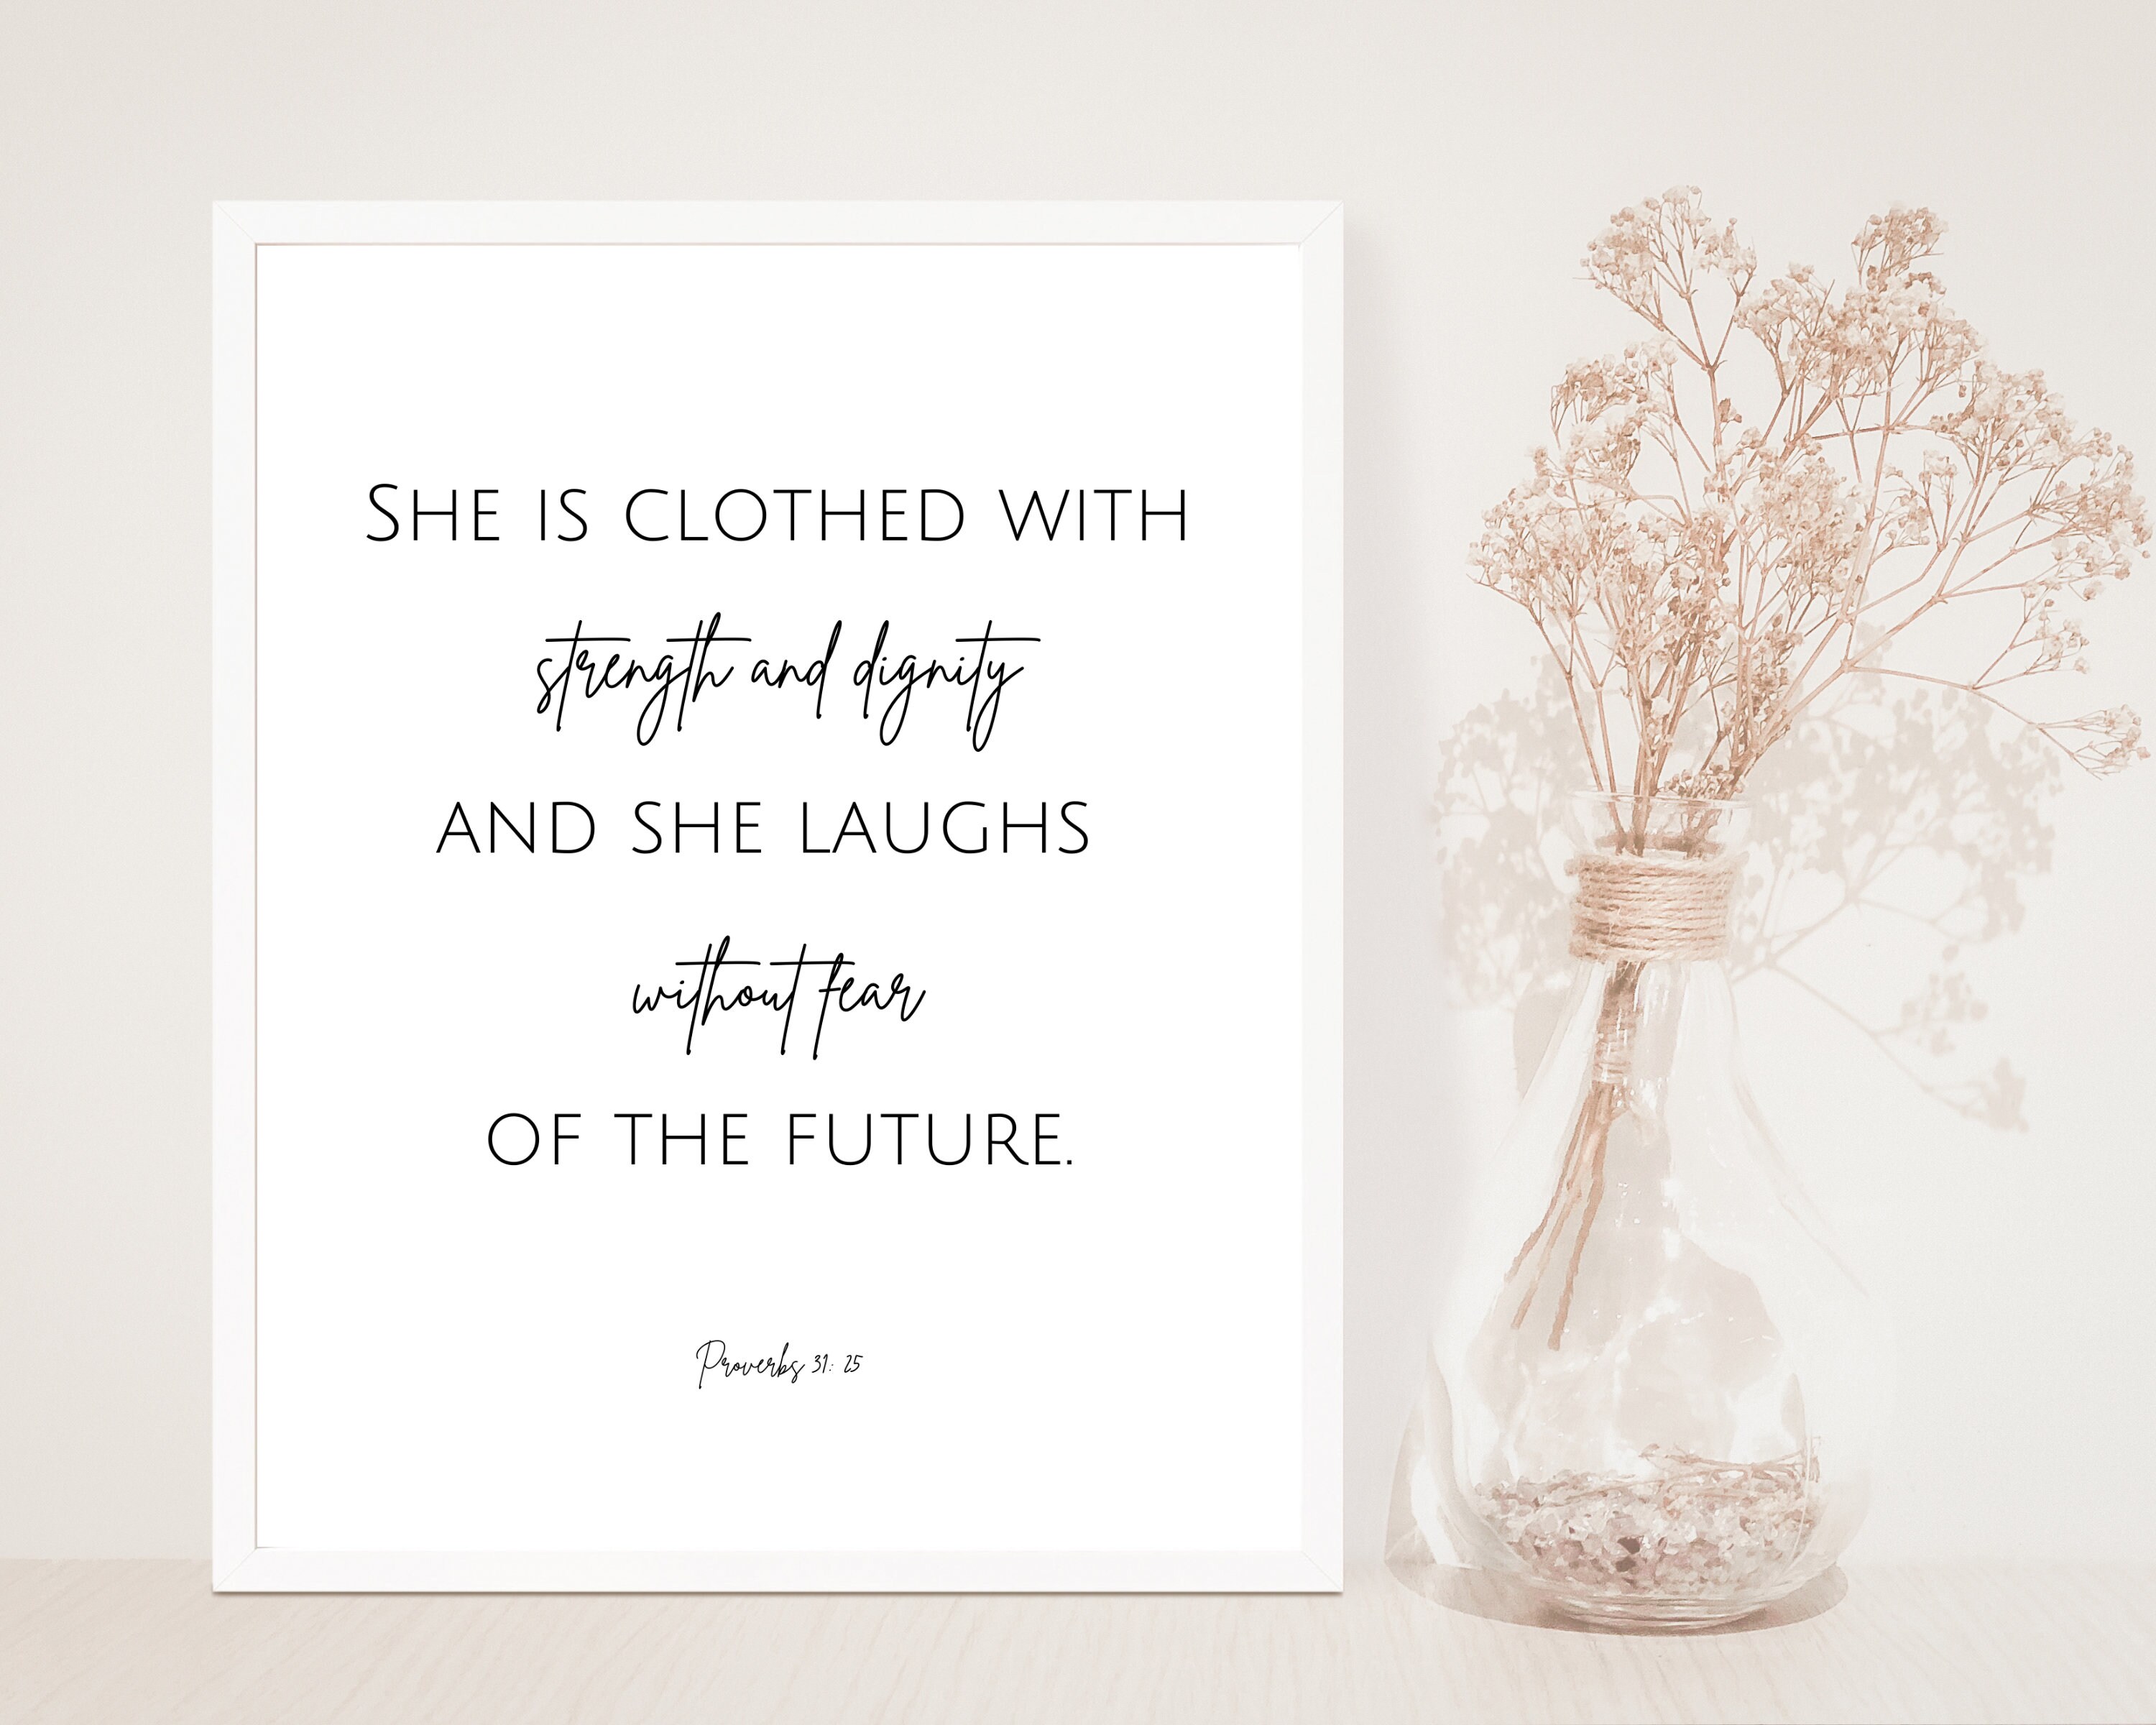 She is clothed with
strength and dignity
and she laughs
without fear
of the future.
Proverbs 31: 25